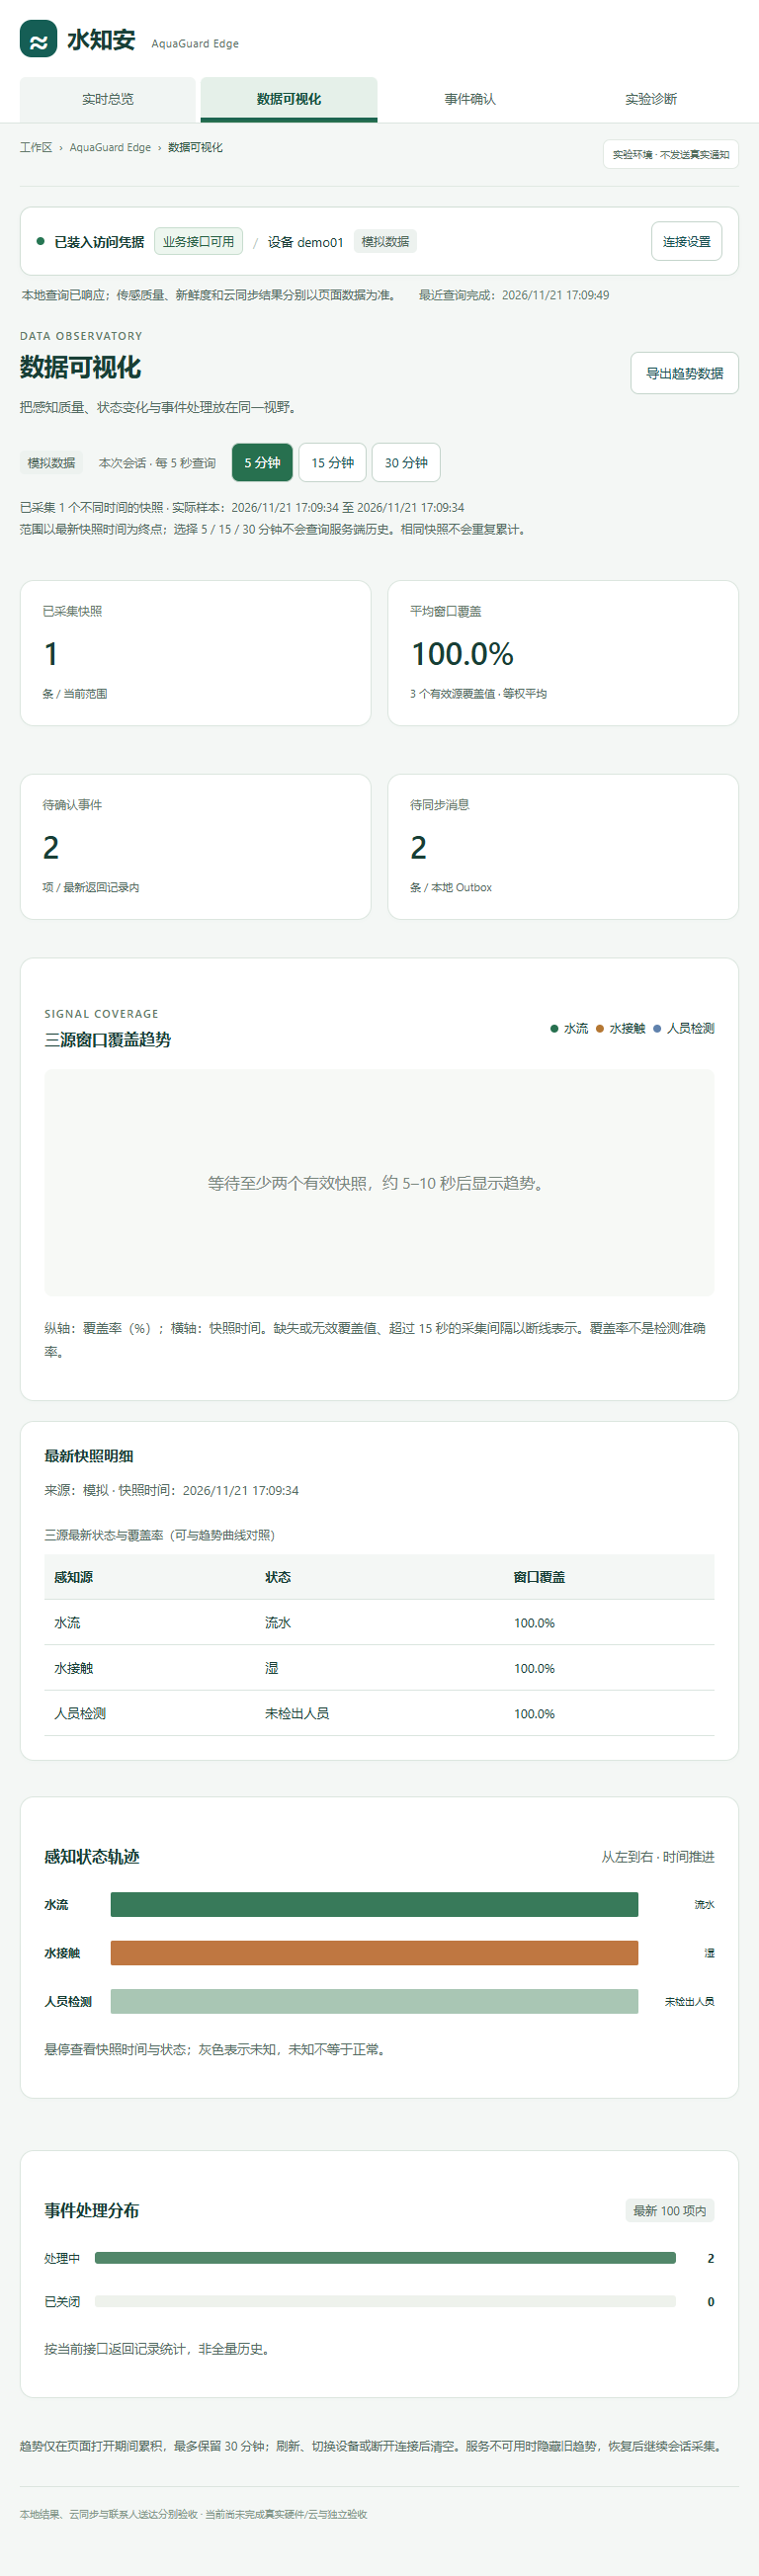 ≈ 水知安 AquaGuard Edge
实时总览 数据可视化 事件确认 实验诊断
工作区 › AquaGuard Edge › 数据可视化 实验环境 · 不发送真实通知
已装入访问凭据 业务接口可用 / 设备 demo01 模拟数据 连接设置
本地查询已响应；传感质量、新鲜度和云同步结果分别以页面数据为准。 最近查询完成：2026/11/21 17:09:49
DATA OBSERVATORY
数据可视化
导出趋势数据
把感知质量、状态变化与事件处理放在同一视野。
模拟数据 本次会话 · 每 5 秒查询 5 分钟 15 分钟 30 分钟
已采集 1 个不同时间的快照 · 实际样本：2026/11/21 17:09:34 至 2026/11/21 17:09:34
范围以最新快照时间为终点；选择 5 / 15 / 30 分钟不会查询服务端历史。相同快照不会重复累计。
已采集快照
1
条 / 当前范围
平均窗口覆盖
100.0%
3 个有效源覆盖值 · 等权平均
待确认事件
2
项 / 最新返回记录内
待同步消息
2
条 / 本地 Outbox
SIGNAL COVERAGE
三源窗口覆盖趋势
水流 水接触 人员检测
等待至少两个有效快照，约 5–10 秒后显示趋势。
纵轴：覆盖率（%）；横轴：快照时间。缺失或无效覆盖值、超过 15 秒的采集间隔以断线表示。覆盖率不是检测准确
率。
最新快照明细
来源：模拟 · 快照时间：2026/11/21 17:09:34
三源最新状态与覆盖率（可与趋势曲线对照）
感知源 状态 窗口覆盖
水流 流水 100.0%
水接触 湿 100.0%
人员检测 未检出人员 100.0%
感知状态轨迹 从左到右 · 时间推进
水流 流水
水接触 湿
人员检测 未检出人员
悬停查看快照时间与状态；灰色表示未知，未知不等于正常。
事件处理分布 最新 100 项内
处理中 2
已关闭 0
按当前接口返回记录统计，非全量历史。
趋势仅在页面打开期间累积，最多保留 30 分钟；刷新、切换设备或断开连接后清空。服务不可用时隐藏旧趋势，恢复后继续会话采集。
本地结果、云同步与联系人送达分别验收 · 当前尚未完成真实硬件/云与独立验收